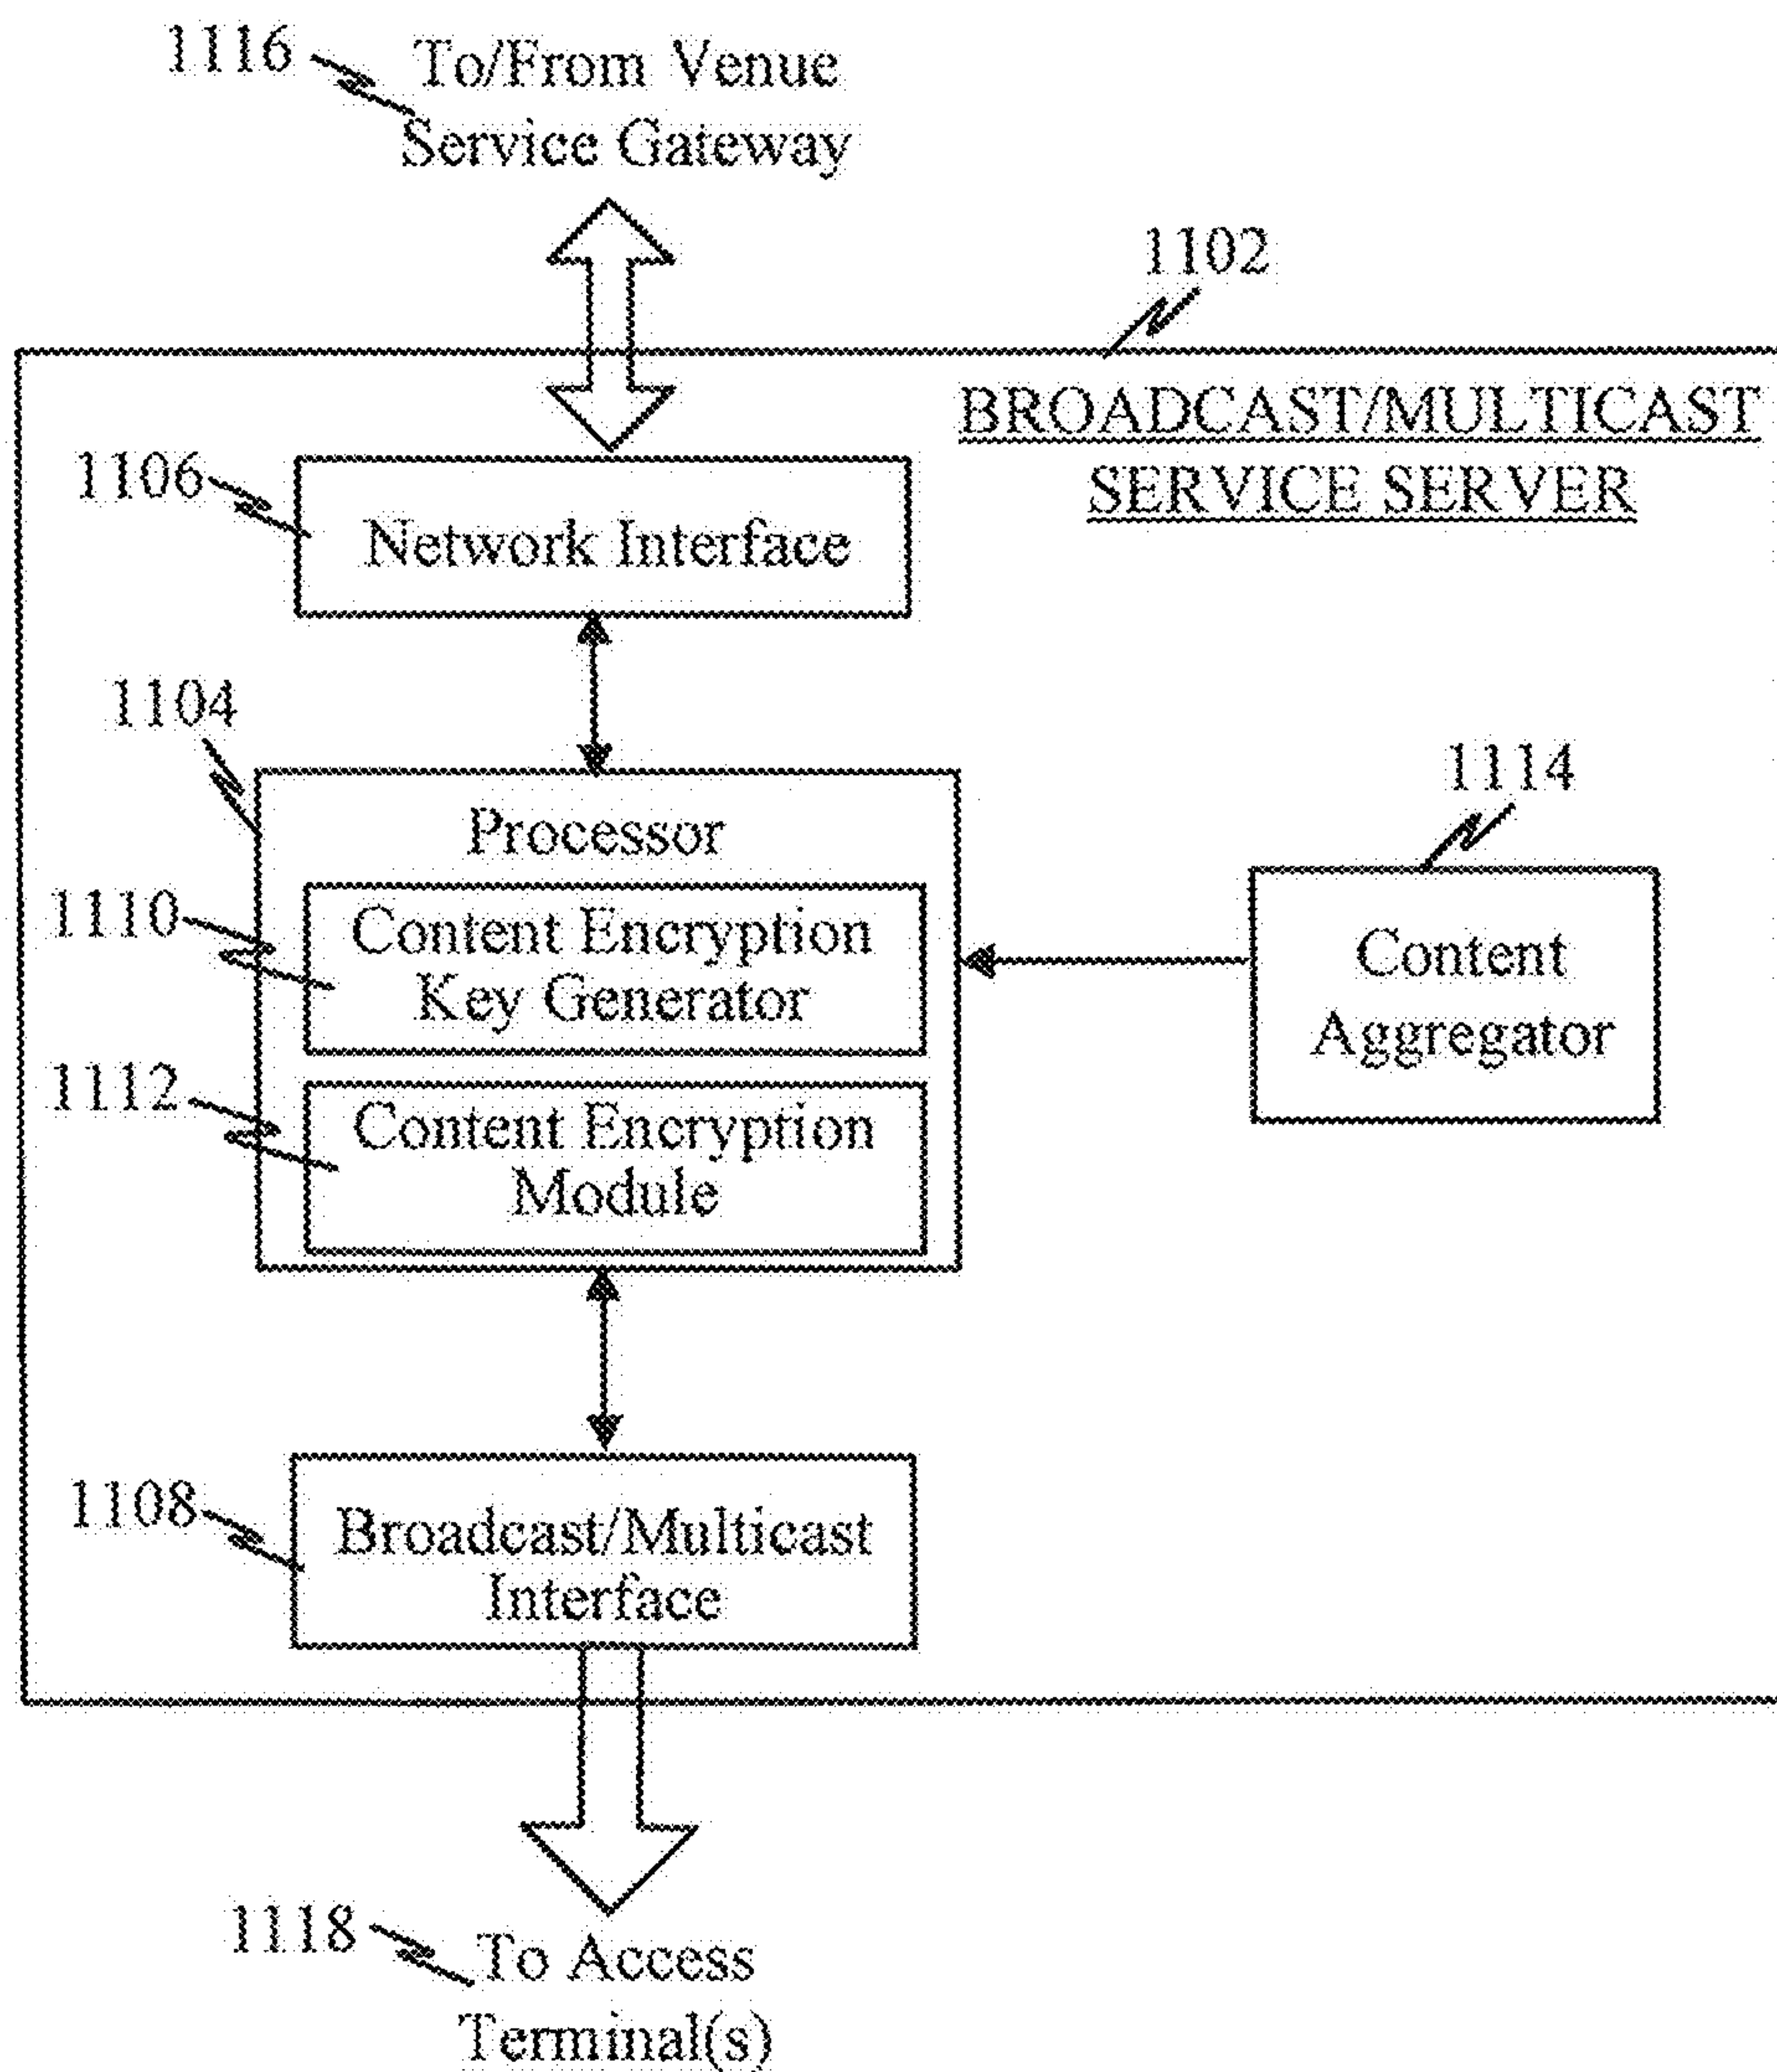 1116
To/From Venue
Service Gateway
1102
BROADCAST/MULTICAST
SERVICE SERVER
1106
Network Interface
1104
Processor
1114
1110
Content Encryption
Key Generator
Content
Aggregator
1112
Content Encryption
Module
1108
Broadcast/Multicast
Interface
1118
To Access
Terminal(s)